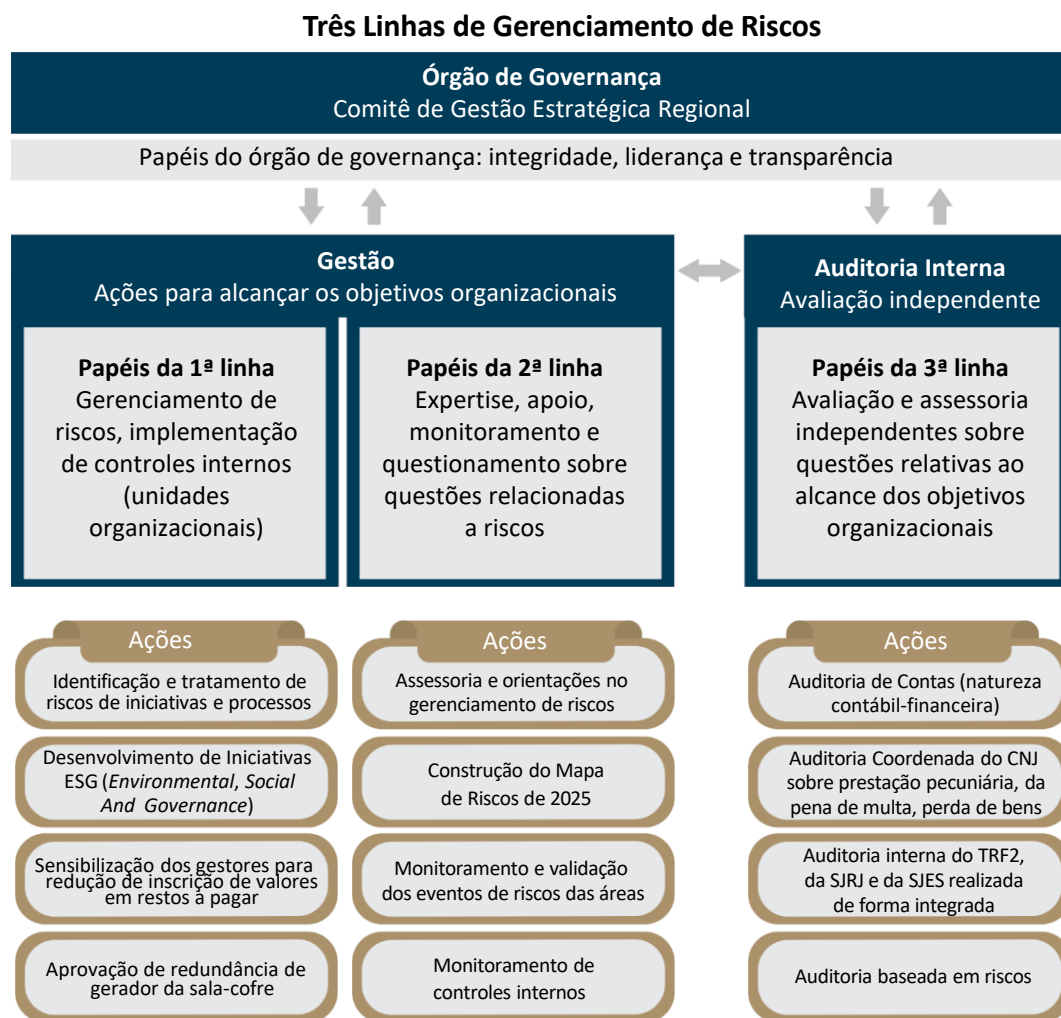 Três Linhas de Gerenciamento de Riscos
Órgão de Governança
Comitê de Gestão Estratégica Regional
Papéis do órgão de governança: integridade, liderança e transparência
Gestão
Ações para alcançar os objetivos organizacionais
Papéis da 1ª linha
Gerenciamento de
riscos, implementação
de controles internos
(unidades
organizacionais)
Papéis da 2ª linha
Expertise, apoio,
monitoramento e
questionamento sobre
questões relacionadas
a riscos
Auditoria Interna
Avaliação independente
Papéis da 3ª linha
Avaliação e assessoria
independentes sobre
questões relativas ao
alcance dos objetivos
organizacionais
Ações
Identificação e tratamento de
riscos de iniciativas e processos
Desenvolvimento de Iniciativas
ESG (Environmental, Social
And Governance)
Sensibilização dos gestores para
redução de inscrição de valores
em restos a pagar
Aprovação de redundância de
gerador da sala-cofre
Ações
Assessoria e orientações no
gerenciamento de riscos
Construção do Mapa
de Riscos de 2025
Monitoramento e validação
dos eventos de riscos das áreas
Monitoramento de
controles internos
Ações
Auditoria de Contas (natureza
contábil-financeira)
Auditoria Coordenada do CNJ
sobre prestação pecuniária, da
pena de multa, perda de bens
Auditoria interna do TRF2,
da SJRJ e da SJES realizada
de forma integrada
Auditoria baseada em riscos